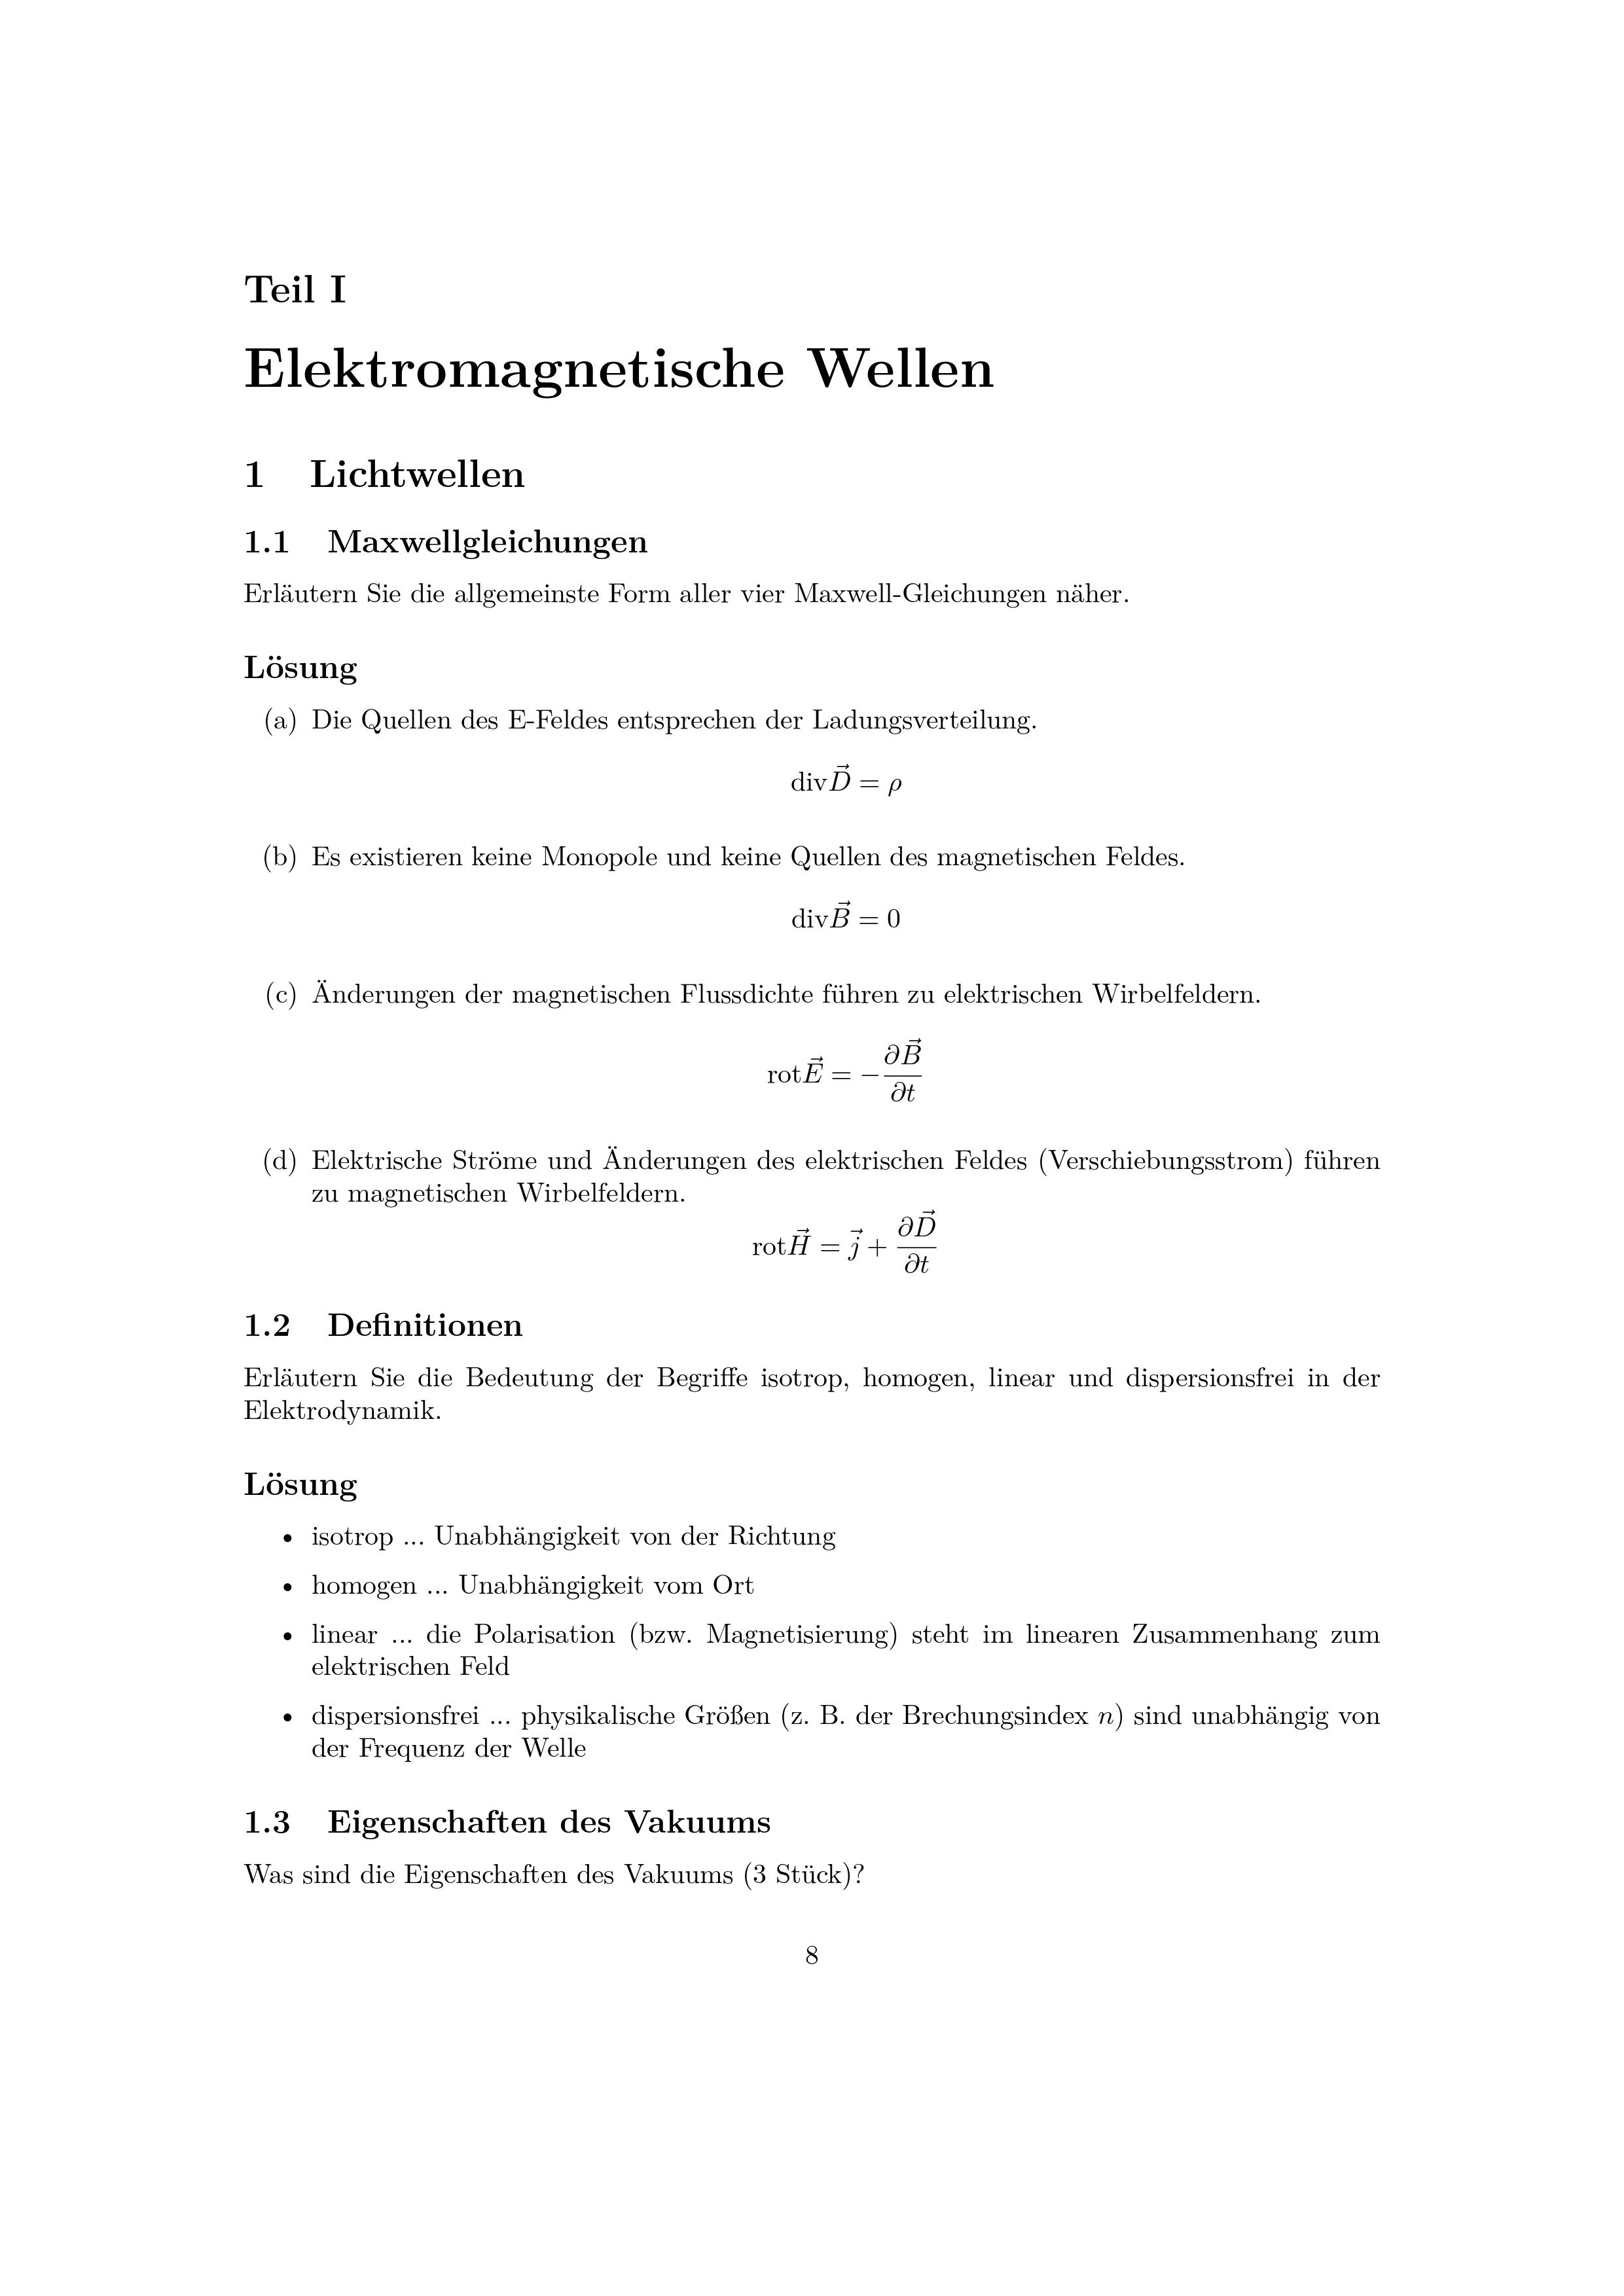 Teil I
Elektromagnetische Wellen
1 Lichtwellen
1.1 Maxwellgleichungen
Erläutern Sie die allgemeinste Form aller vier Maxwell-Gleichungen näher.
Lösung
(a) Die Quellen des E-Feldes entsprechen der Ladungsverteilung.
$\text{div}\vec{D} = \rho$
(b) Es existieren keine Monopole und keine Quellen des magnetischen Feldes.
$\text{div}\vec{B} = 0$
(c) Änderungen der magnetischen Flussdichte führen zu elektrischen Wirbelfeldern.
$\text{rot}\vec{E} = -\frac{\partial \vec{B}}{\partial t}$
(d) Elektrische Ströme und Änderungen des elektrischen Feldes (Verschiebungsstrom) führen
zu magnetischen Wirbelfeldern.
$\text{rot}\vec{H} = \vec{j} + \frac{\partial \vec{D}}{\partial t}$
1.2 Definitionen
Erläutern Sie die Bedeutung der Begriffe isotrop, homogen, linear und dispersionsfrei in der
Elektrodynamik.
Lösung
• isotrop ... Unabhängigkeit von der Richtung
• homogen ... Unabhängigkeit vom Ort
• linear ... die Polarisation (bzw. Magnetisierung) steht im linearen Zusammenhang zum
elektrischen Feld
• dispersionsfrei ... physikalische Größen (z. B. der Brechungsindex $n$) sind unabhängig von
der Frequenz der Welle
1.3 Eigenschaften des Vakuums
Was sind die Eigenschaften des Vakuums (3 Stück)?
8